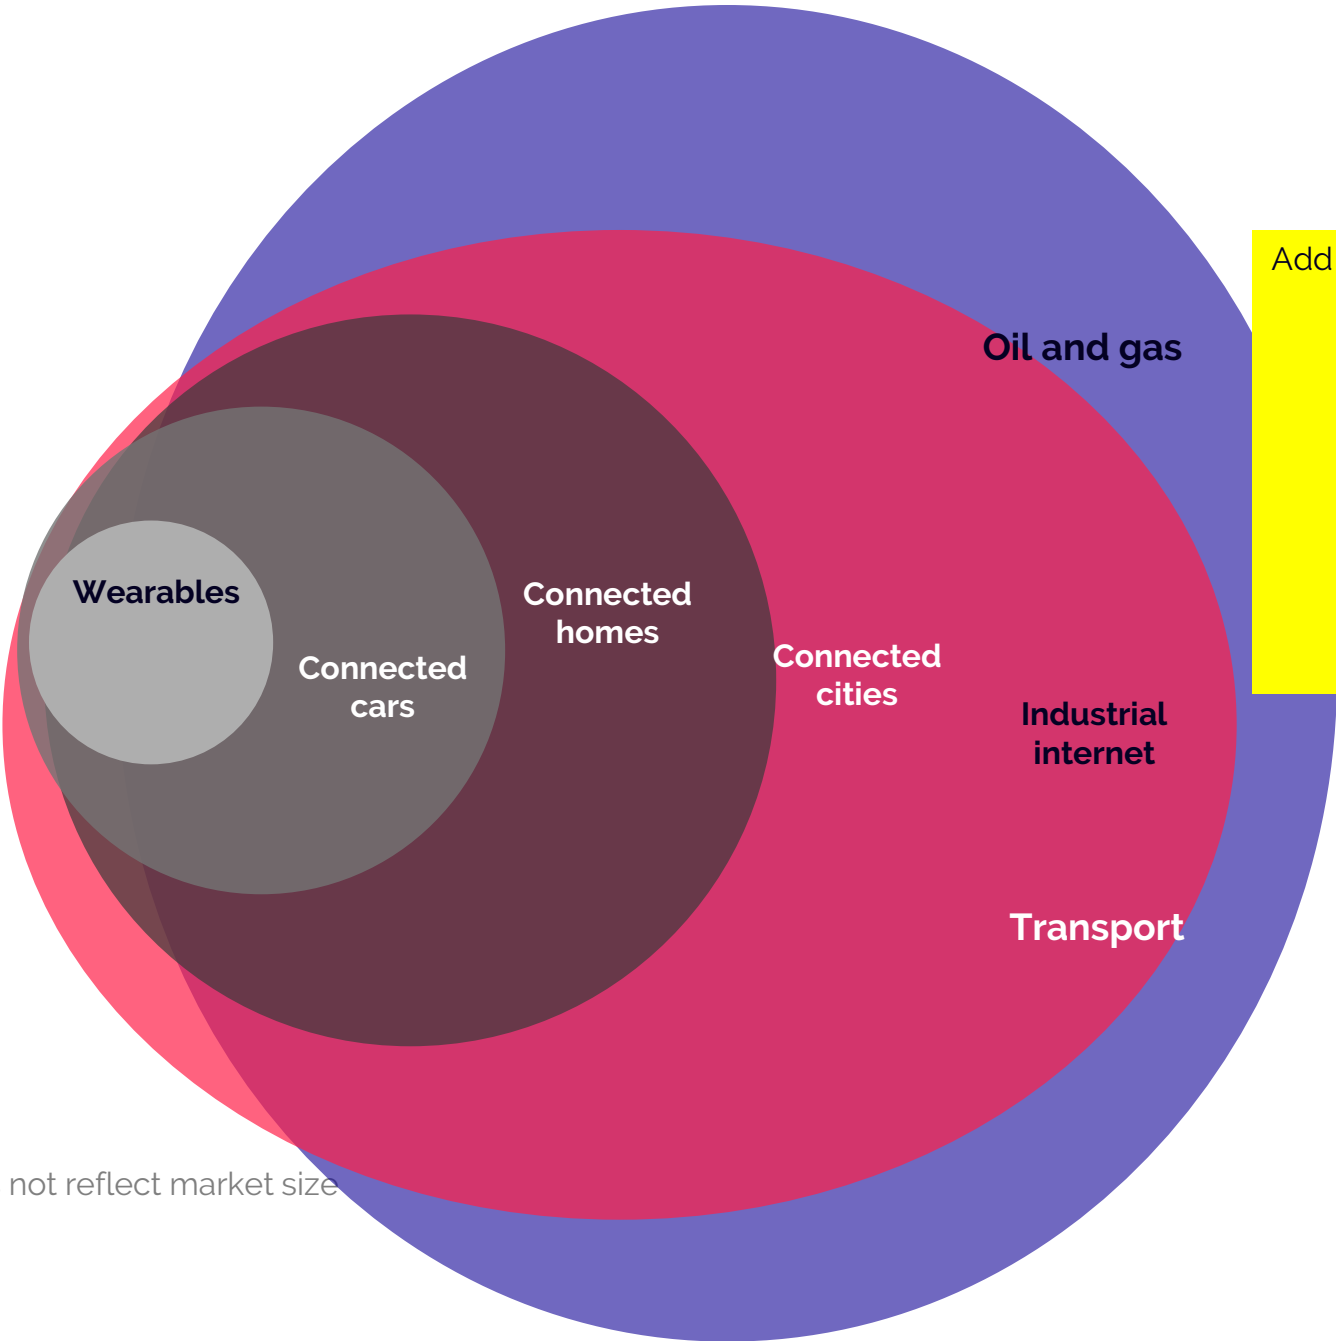 Add
Oil and gas
Wearables
Connected
homes
Connected
cars
Connected
cities
Industrial
internet
Transport
not reflect market size